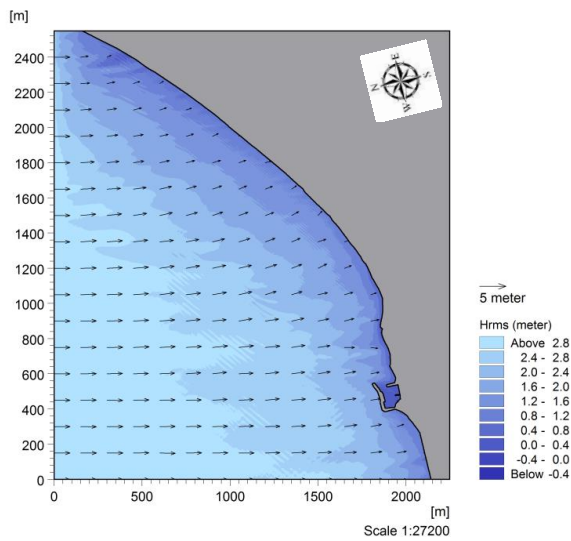 [m]
2400
2200
2000
1800
1600
1400
1200
1000
800
600
400
200
0
0 500 1000 1500 2000
[m]
Scale 1:27200
N E S W
5 meter
Hrms (meter)
Above 2.8
2.4 - 2.8
2.0 - 2.4
1.6 - 2.0
1.2 - 1.6
0.8 - 1.2
0.4 - 0.8
0.0 - 0.4
-0.4 - 0.0
Below -0.4